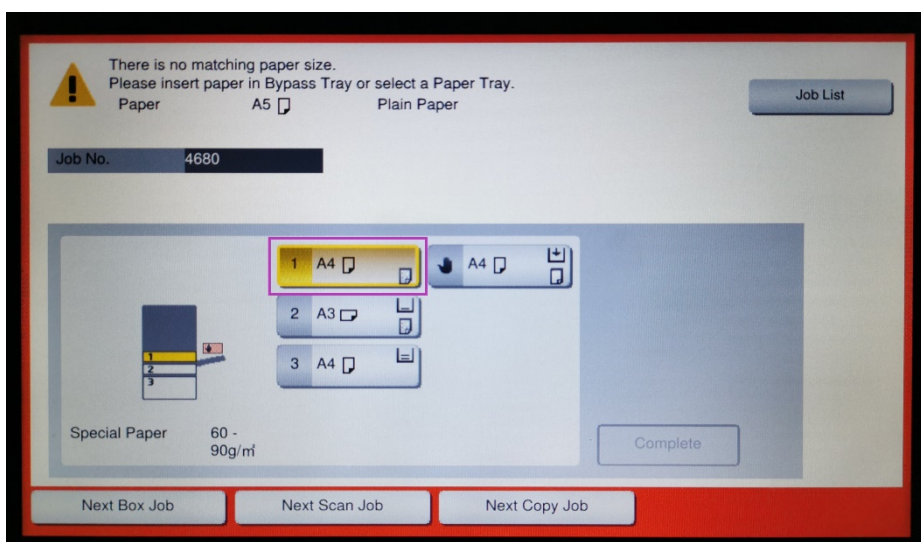 There is no matching paper size.
Please insert paper in Bypass Tray or select a Paper Tray.
Paper A5 Plain Paper
Job List
Job No. 4680
1 A4
A4
2 A3
3 A4
1
2
3
Special Paper 60 -
90g/㎡
Complete
Next Box Job
Next Scan Job
Next Copy Job